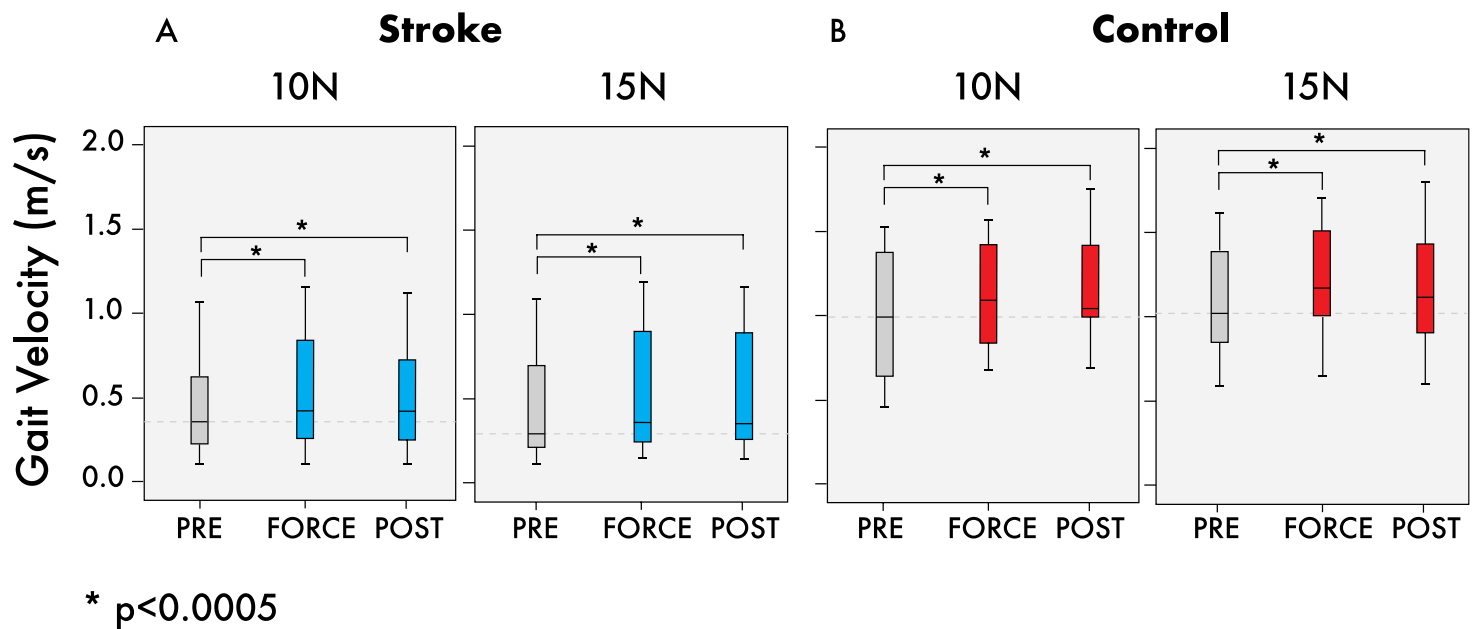 A Stroke B Control
10N 15N 10N 15N
Gait Velocity (m/s)
2.0
1.5
1.0
0.5
0.0
* *
* *
* *
* *
PRE FORCE POST PRE FORCE POST PRE FORCE POST PRE FORCE POST
* p<0.0005